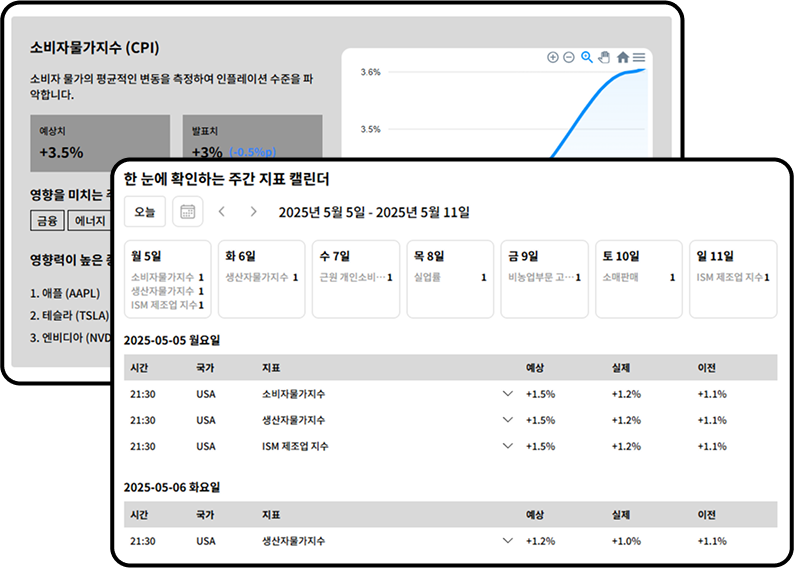 소비자물가지수 (CPI)
소비자 물가의 평균적인 변동을 측정하여 인플레이션 수준을 파
악합니다.
예상치
+3.5%
발표치
+3% (-0.5%p)
영향을 미치는
금융 에너지
영향력이 높은
1. 애플 (AAPL)
2. 테슬라 (TSLA)
3. 엔비디아 (NVD
3.6%
3.5%
한 눈에 확인하는 주간 지표 캘린더
오늘 2025년 5월 5일 - 2025년 5월 11일
월 5일
소비자물가지수 1
생산자물가지수 1
ISM 제조업 지수1
화 6일
생산자물가지수 1
수 7일
근원 개인소비… 1
목 8일
실업률 1
금 9일
비농업부문 고… 1
토 10일
소매판매 1
일 11일
ISM 제조업 지수1
2025-05-05 월요일
시간 국가 지표 예상 실제 이전
21:30 USA 소비자물가지수 +1.5% +1.2% +1.1%
21:30 USA 생산자물가지수 +1.5% +1.2% +1.1%
21:30 USA ISM 제조업 지수 +1.5% +1.2% +1.1%
2025-05-06 화요일
시간 국가 지표 예상 실제 이전
21:30 USA 생산자물가지수 +1.2% +1.0% +1.1%